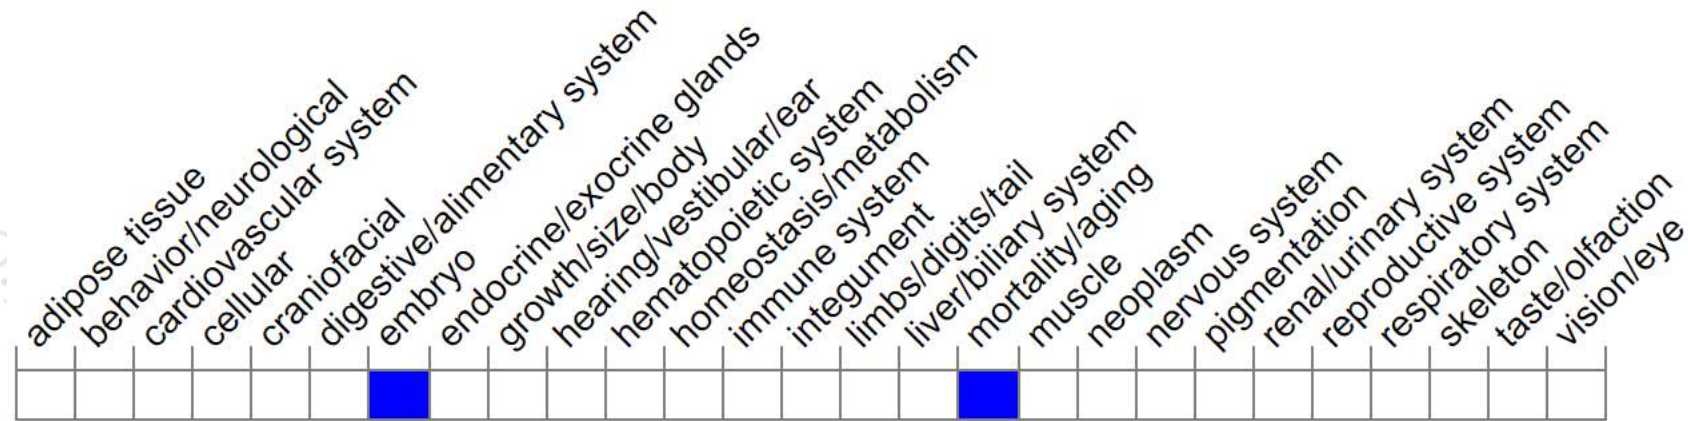 adipose tissue
behavior/neurological
cardiovascular system
cellular
craniofacial
digestive/alimentary system
embryo
endocrine/exocrine glands
growth/size/body
hearing/vestibular/ear
hematopoietic system
homeostasis/metabolism
immune system
integument
limbs/digits/tail
liver/biliary system
mortality/aging
muscle
neoplasm
nervous system
pigmentation
renal/urinary system
reproductive system
respiratory system
skeleton
taste/olfaction
vision/eye